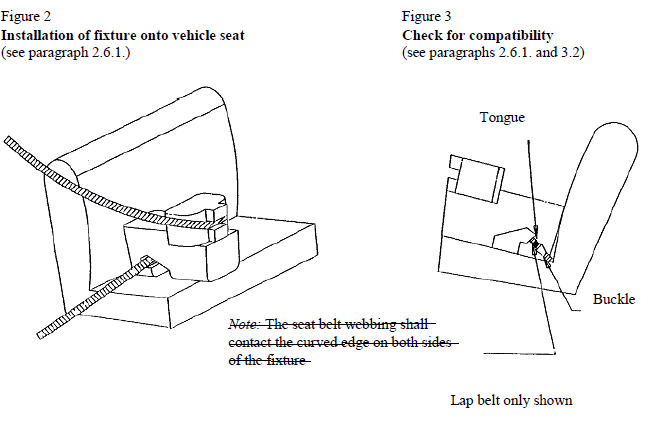 Figure 2
Installation of fixture onto vehicle seat
(see paragraph 2.6.1.)
Figure 3
Check for compatibility
(see paragraphs 2.6.1. and 3.2)
Tongue
Buckle
Note: The seat belt webbing shall
contact the curved edge on both sides
of the fixture
Lap belt only shown